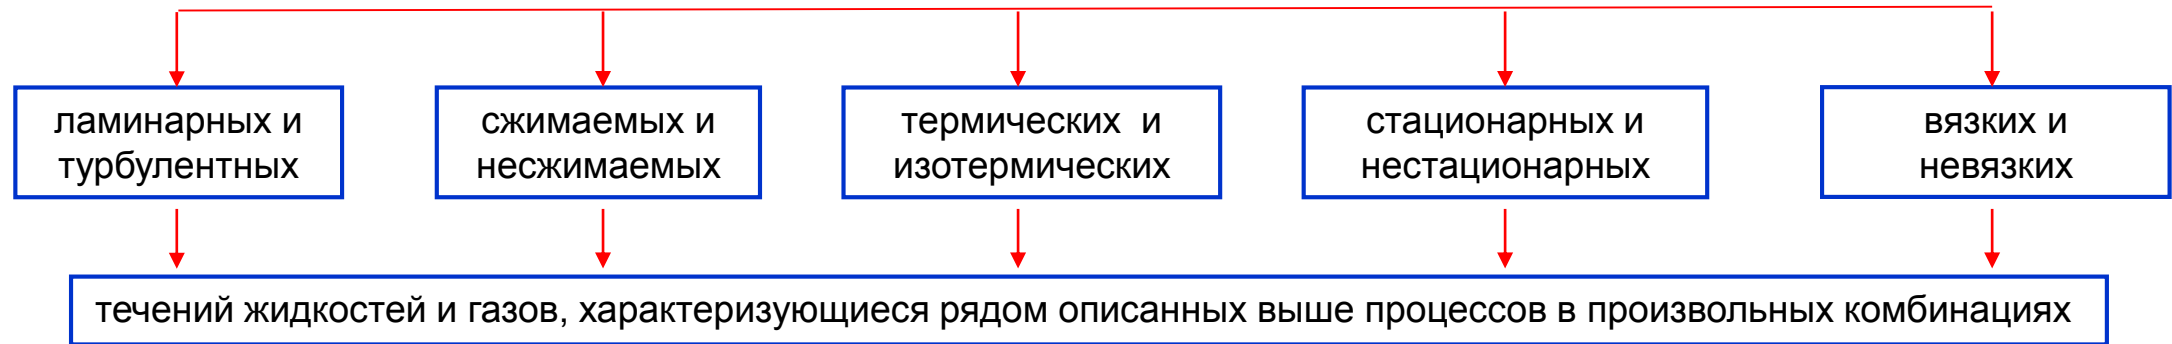 ламинарных и
турбулентных
сжимаемых и
несжимаемых
термических и
изотермических
стационарных и
нестационарных
вязких и
невязких
течений жидкостей и газов, характеризующиеся рядом описанных выше процессов в произвольных комбинациях